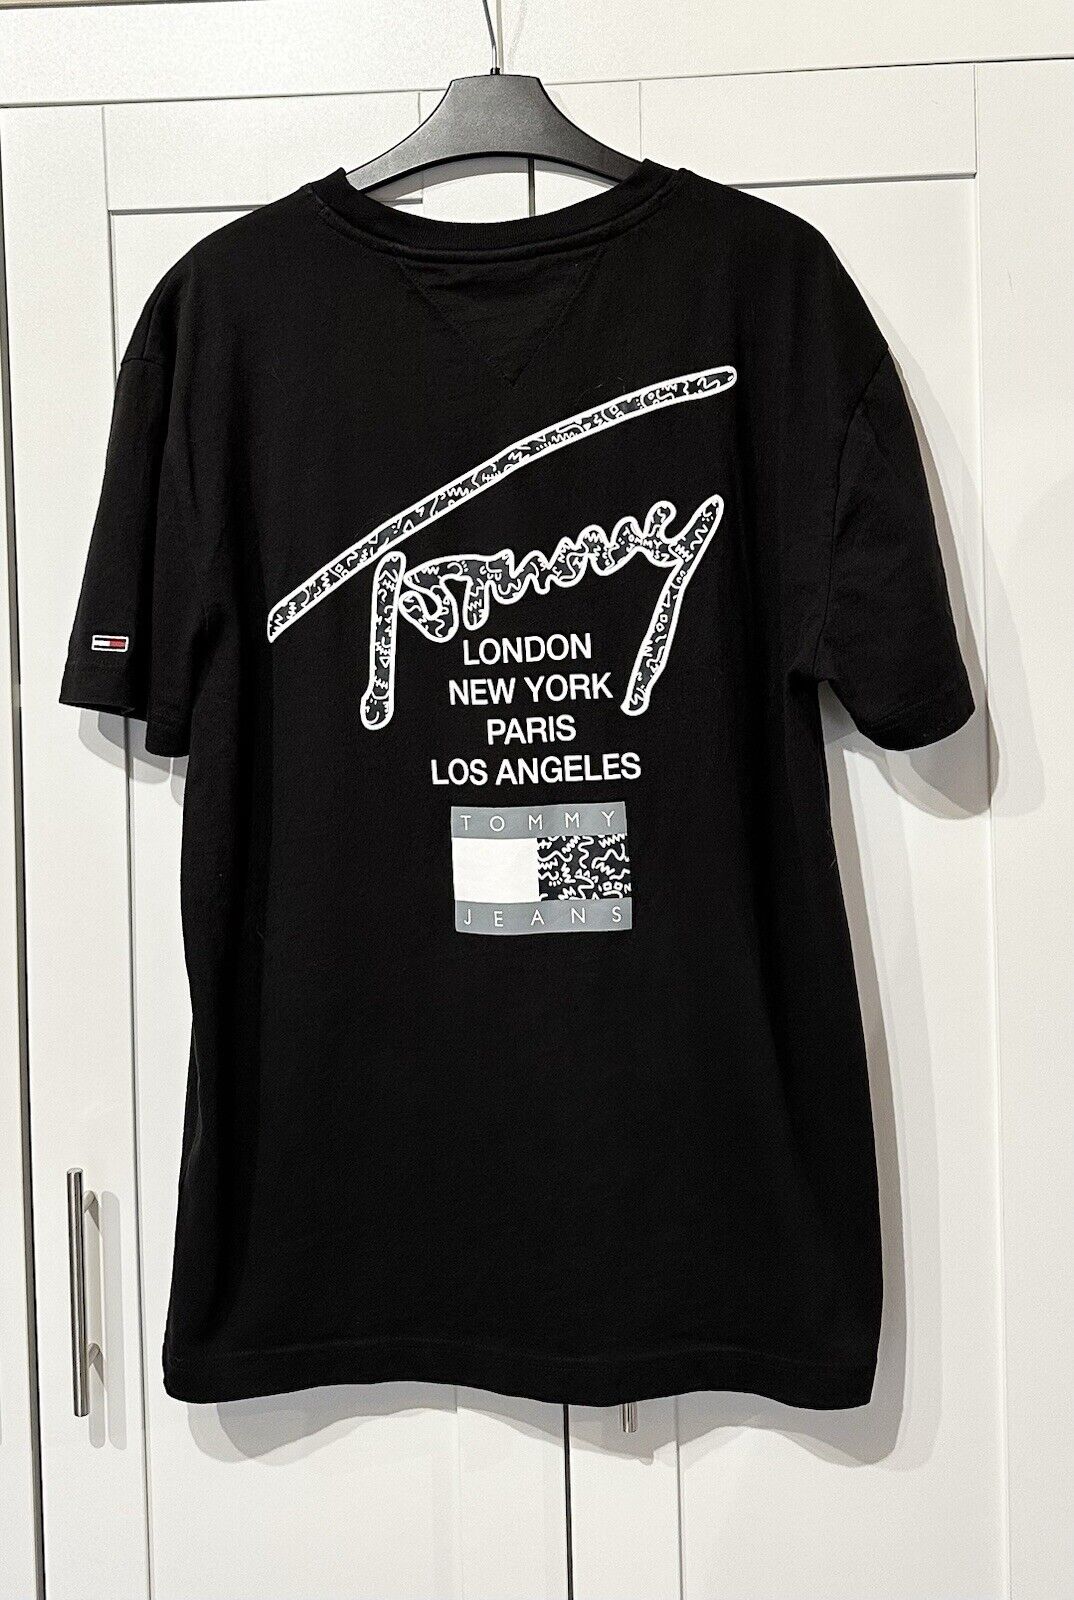 Tommy
LONDON
NEW YORK
PARIS
LOS ANGELES
TOMMY
JEANS